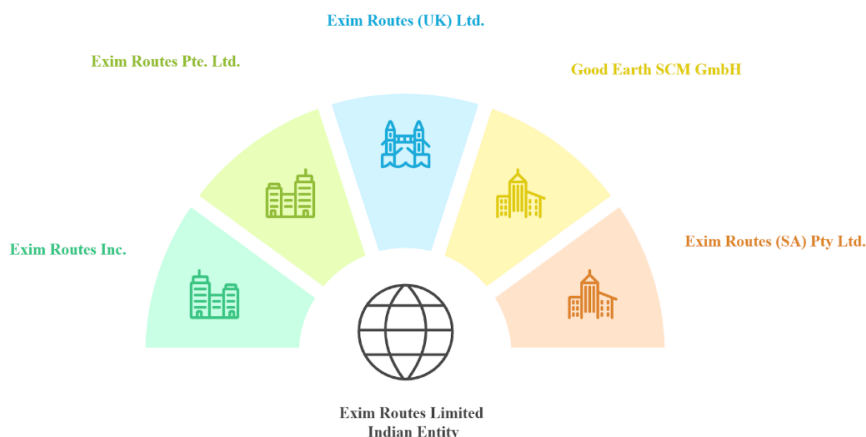 Exim Routes (UK) Ltd.
Exim Routes Pte. Ltd.
Good Earth SCM GmbH
Exim Routes Inc.
Exim Routes (SA) Pty Ltd.
Exim Routes Limited
Indian Entity